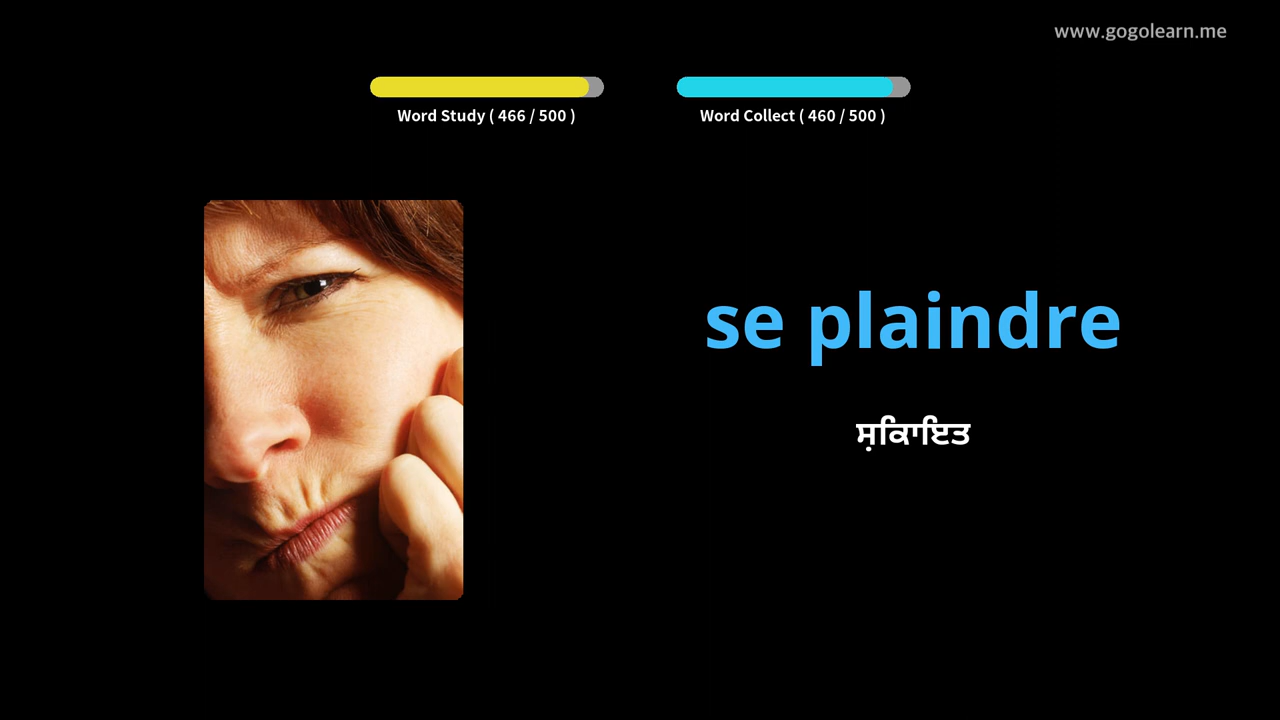 www.gogolearn.me
Word Study ( 466 / 500 )
Word Collect ( 460 / 500 )
se plaindre
ਸ਼ਿਕਾਇਤ